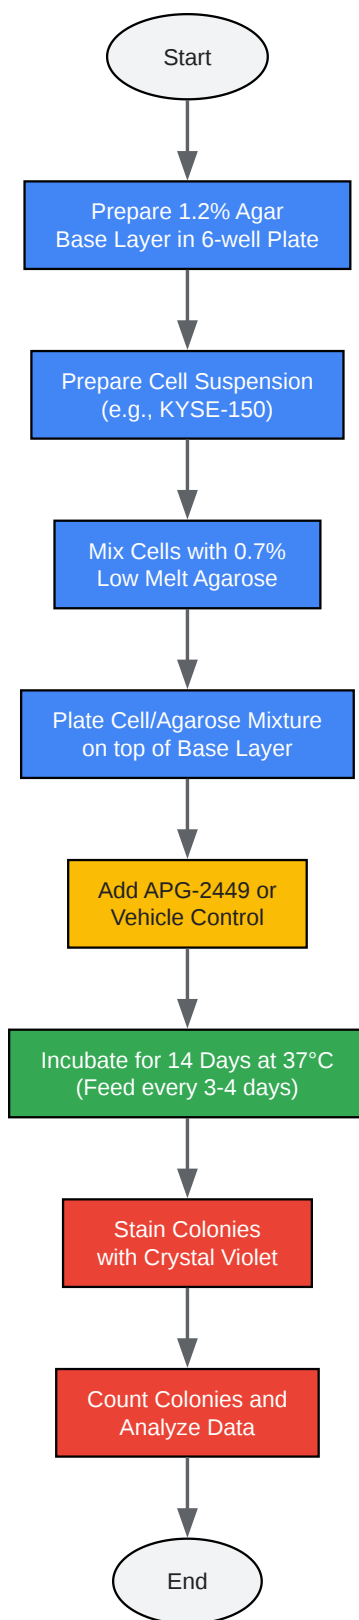 Start
Prepare 1.2% Agar
Base Layer in 6-well Plate
Prepare Cell Suspension
(e.g., KYSE-150)
Mix Cells with 0.7%
Low Melt Agarose
Plate Cell/Agarose Mixture
on top of Base Layer
Add APG-2449 or
Vehicle Control
Incubate for 14 Days at 37°C
(Feed every 3-4 days)
Stain Colonies
with Crystal Violet
Count Colonies and
Analyze Data
End